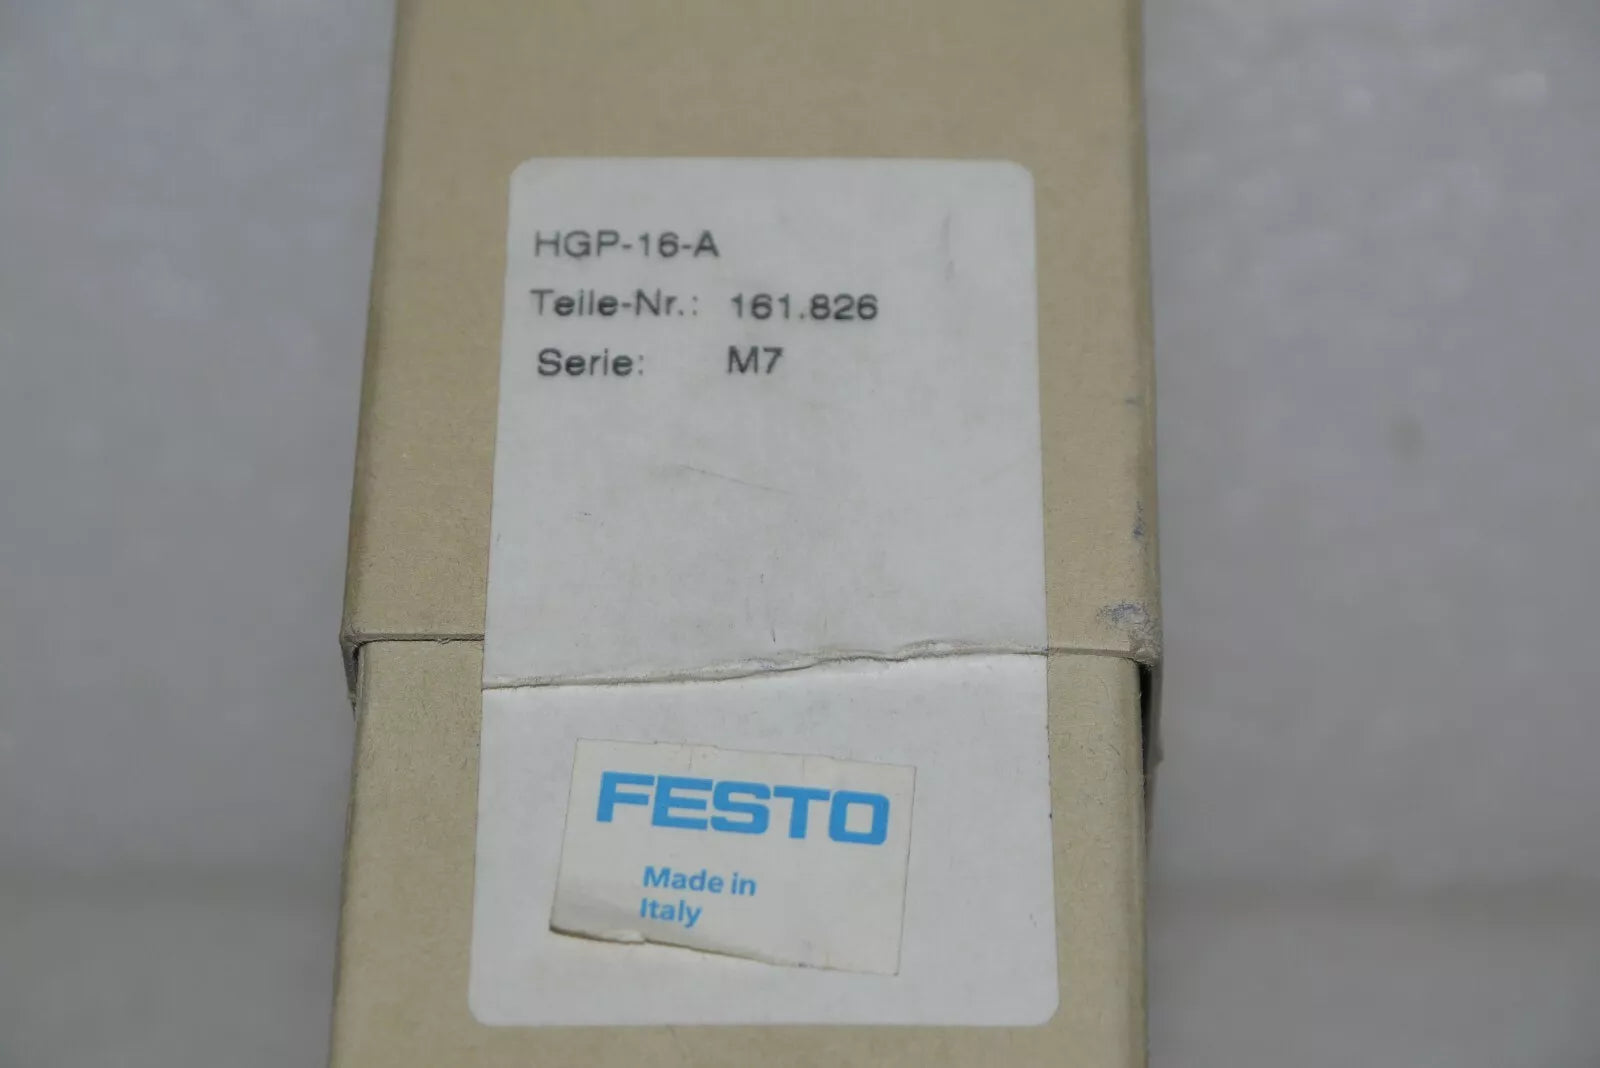 HGP-16-A
Teile-Nr.: 161.826
Serie: M7
FESTO
Made in
Italy